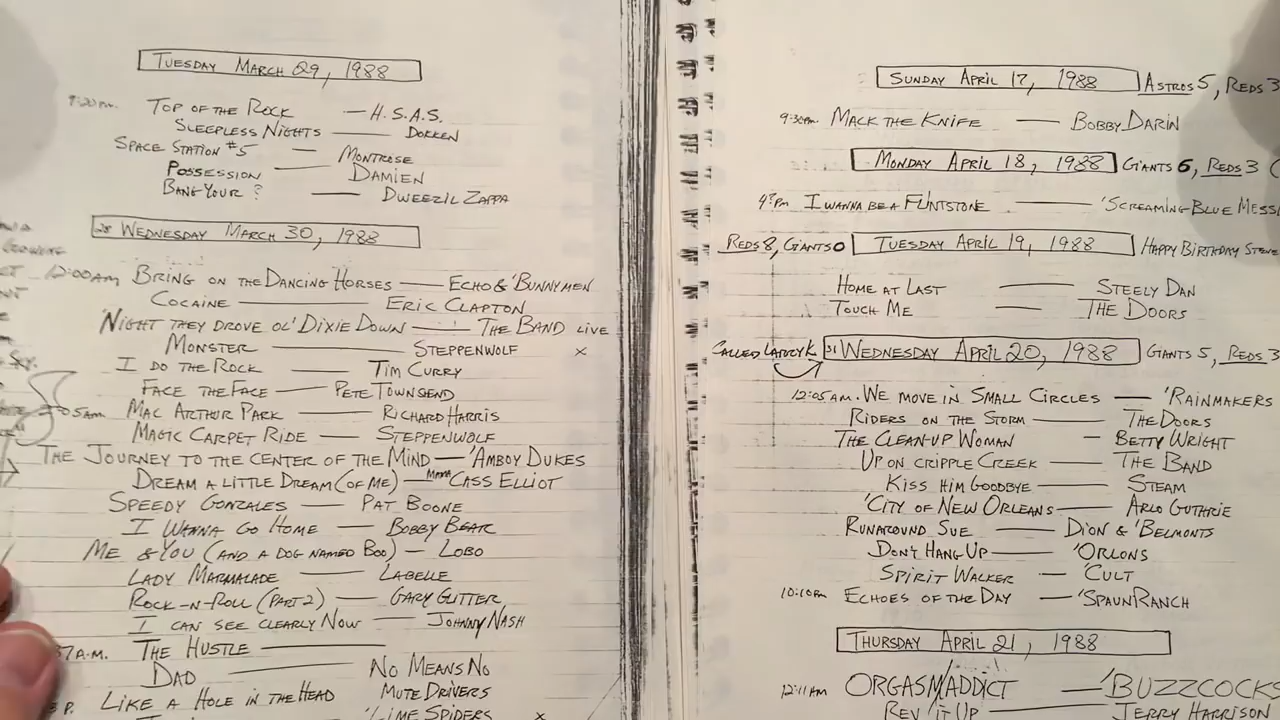 TUESDAY MARCH 29, 1988
9:20pm. TOP OF THE ROCK — H.S.A.S.
SLEEPLESS NIGHTS — DOKKEN
SPACE STATION #5 — MONTROSE
POSSESSION — DAMIEN
BANG YOUR ? — DWEEZIL ZAPPA
WEDNESDAY MARCH 30, 1988
GROWING
12:00AM BRING ON THE DANCING HORSES — ECHO & 'BUNNYMEN
COCAINE — ERIC CLAPTON
'NIGHT THEY DROVE OL' DIXIE DOWN — THE BAND LIVE
MONSTER — STEPPENWOLF x
I DO THE ROCK — TIM CURRY
FACE THE FACE — PETE TOWNSEND
05am MAC ARTHUR PARK — RICHARD HARRIS
MAGIC CARPET RIDE — STEPPENWOLF
THE JOURNEY TO THE CENTER OF THE MIND — 'AMBOY DUKES
DREAM A LITTLE DREAM (OF ME) — MAMA CASS ELLIOT
SPEEDY GONZALES — PAT BOONE
I WANNA GO HOME — BOBBY BEAR
ME & YOU (AND A DOG NAMED BOO) — LOBO
LADY MARMALADE — LABELLE
ROCK-N-ROLL (PART 2) — GARY GLITTER
I CAN SEE CLEARLY NOW — JOHNNY NASH
37 A.M. THE HUSTLE —
DAD — NO MEANS NO
LIKE A HOLE IN THE HEAD MUTE DRIVERS
'LIME SPIDERS x
SUNDAY APRIL 17, 1988 ASTROS 5, REDS 3
9:30pm MACK THE KNIFE — BOBBY DARIN
MONDAY APRIL 18, 1988 GIANTS 6, REDS 3
4?pm I WANNA BE A FLINTSTONE — 'SCREAMING BLUE MESSI
REDS 8, GIANTS 0 TUESDAY APRIL 19, 1988 HAPPY BIRTHDAY STEVE
HOME AT LAST — STEELY DAN
TOUCH ME — THE DOORS
CALLED 31 WEDNESDAY APRIL 20, 1988 GIANTS 5, REDS 3
12:05AM. WE MOVE IN SMALL CIRCLES — 'RAINMAKERS
RIDERS ON THE STORM — THE DOORS
THE CLEAN-UP WOMAN — BETTY WRIGHT
UP ON CRIPPLE CREEK — THE BAND
KISS HIM GOODBYE — STEAM
'CITY OF NEW ORLEANS — ARLO GUTHRIE
RUNAROUND SUE — DION & 'BELMONTS
DON'T HANG UP — 'ORLONS
SPIRIT WALKER — 'CULT
10:10pm ECHOES OF THE DAY — 'SPAUN RANCH
THURSDAY APRIL 21, 1988
12:11AM ORGASM/ADDICT — 'BUZZCOCKS
REV IT UP — JERRY HARRISON